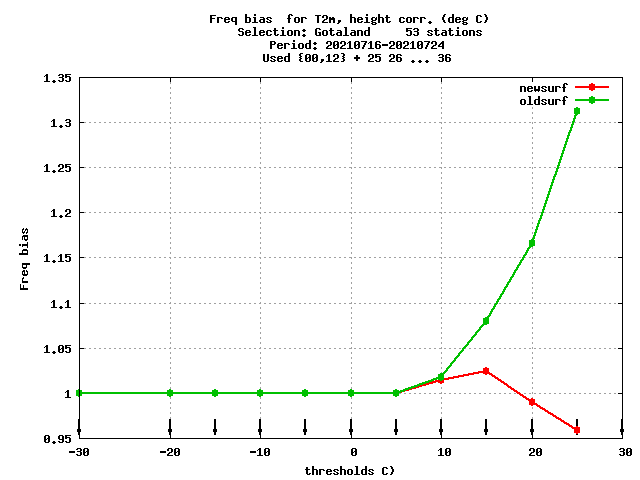 Freq bias  for T2m, height corr. (deg C)
Selection: Gotaland     53 stations
Period: 20210716-20210724
Used {00,12} + 25 26 ... 36
newsurf
oldsurf
1.35
1.3
1.25
1.2
1.15
1.1
1.05
1
0.95
Freq bias
-30 -20 -10 0 10 20 30
thresholds C)